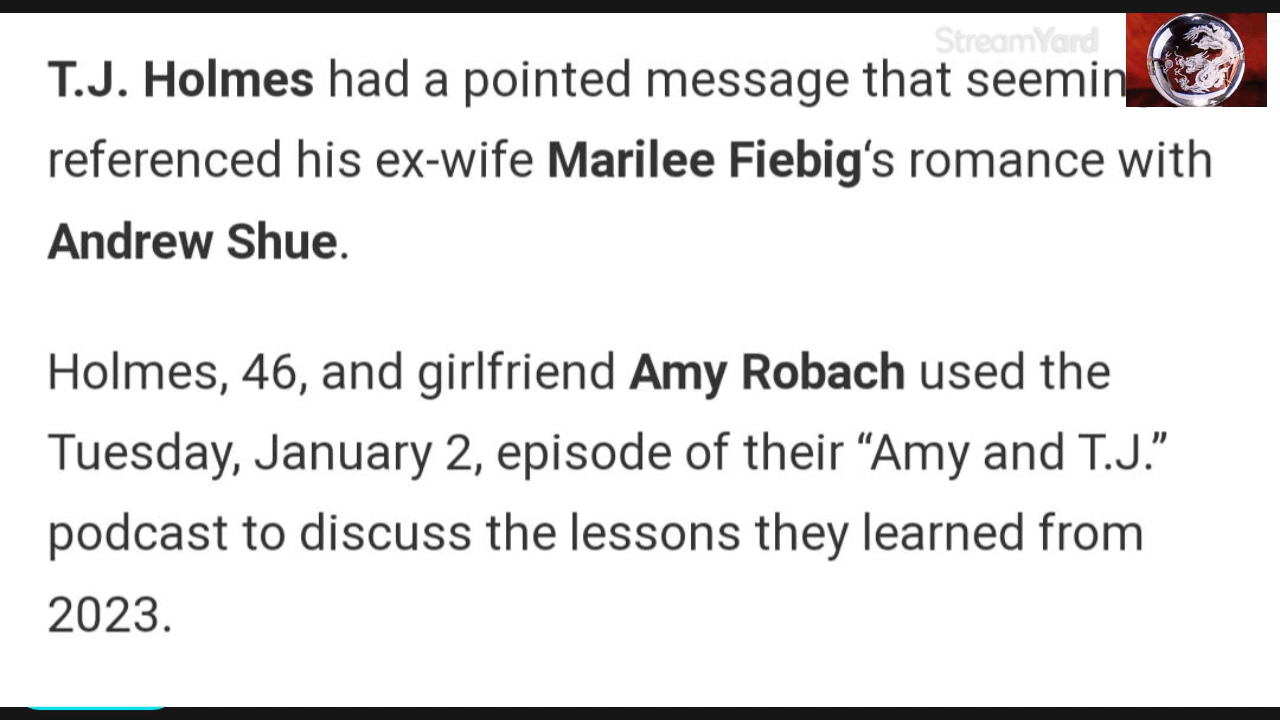 StreamYard
T.J. Holmes had a pointed message that
referenced his ex-wife Marilee Fiebig‘s romance with
Andrew Shue.
Holmes, 46, and girlfriend Amy Robach used the
Tuesday, January 2, episode of their “Amy and T.J.”
podcast to discuss the lessons they learned from
2023.